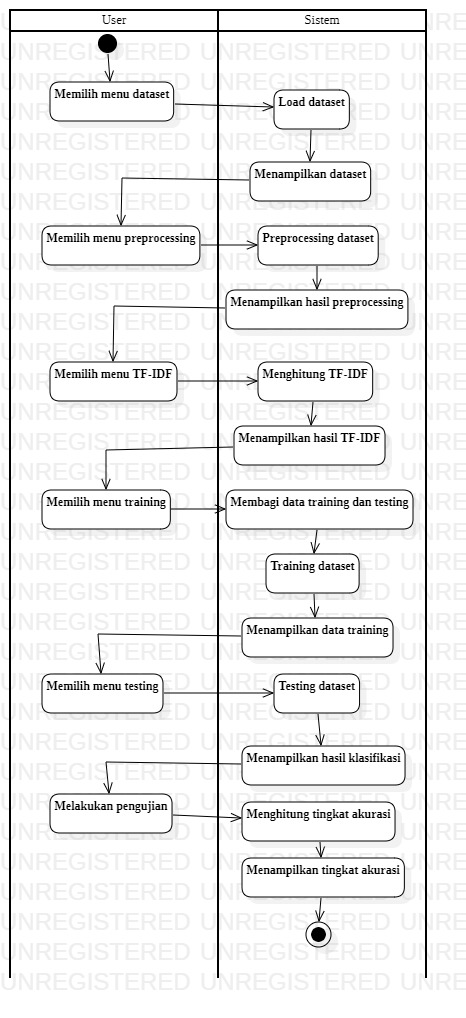 User
Sistem
Memilih menu dataset
Load dataset
Menampilkan dataset
Memilih menu preprocessing
Preprocessing dataset
Menampilkan hasil preprocessing
Memilih menu TF-IDF
Menghitung TF-IDF
Menampilkan hasil TF-IDF
Memilih menu training
Membagi data training dan testing
Training dataset
Menampilkan data training
Memilih menu testing
Testing dataset
Menampilkan hasil klasifikasi
Melakukan pengujian
Menghitung tingkat akurasi
Menampilkan tingkat akurasi
UNREGISTERED